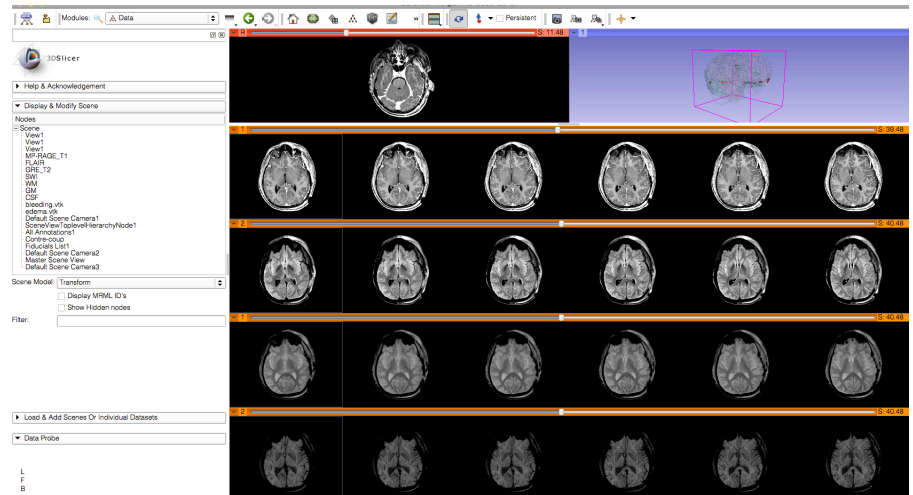 Modules: Data
Persistent
R S: 11.48
1
3DSlicer
Help & Acknowledgement
Display & Modify Scene
Nodes
Scene
View1
View1
View1
MP-RAGE_T1
FLAIR
GRE_T2
SWI
WM
GM
CSF
bleeding.vtk
edema.vtk
Default Scene Camera1
SceneViewToplevelHierarchyNode1
All Annotations1
Contre-coup
Fiducials List1
Default Scene Camera2
Master Scene View
Default Scene Camera3
Scene Model: Transform
Display MRML ID's
Show Hidden nodes
Filter:
Load & Add Scenes Or Individual Datasets
Data Probe
L
F
B
1 S: 39.48
2 S: 40.48
1 S: 40.48
2 S: 40.48